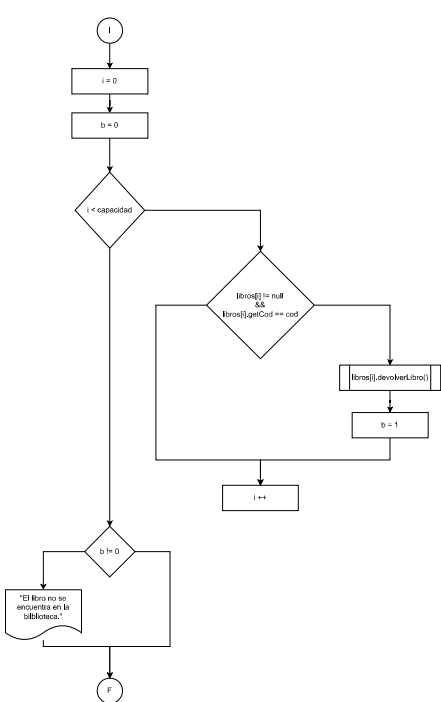 I
i = 0
b = 0
i < capacidad
libros[i] != null
&&
libros[i].getCod == cod
libros[i].devolverLibro()
b = 1
i ++
b != 0
"El libro no se
encuentra en la
bilblioteca."
F